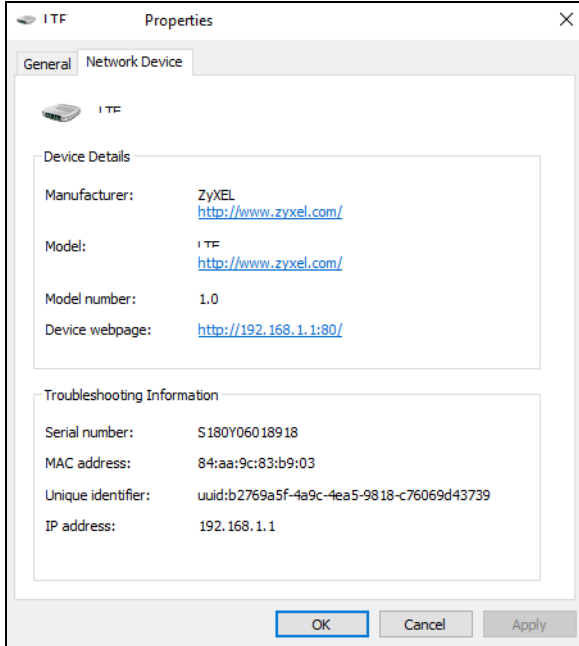 LTE Properties
General Network Device
LTE
Device Details
Manufacturer: ZyXEL
http://www.zyxel.com/
Model: LTE
http://www.zyxel.com/
Model number: 1.0
Device webpage: http://192.168.1.1:80/
Troubleshooting Information
Serial number: S180Y06018918
MAC address: 84:aa:9c:83:b9:03
Unique identifier: uuid:b2769a5f-4a9c-4ea5-9818-c76069d43739
IP address: 192.168.1.1
OK Cancel Apply